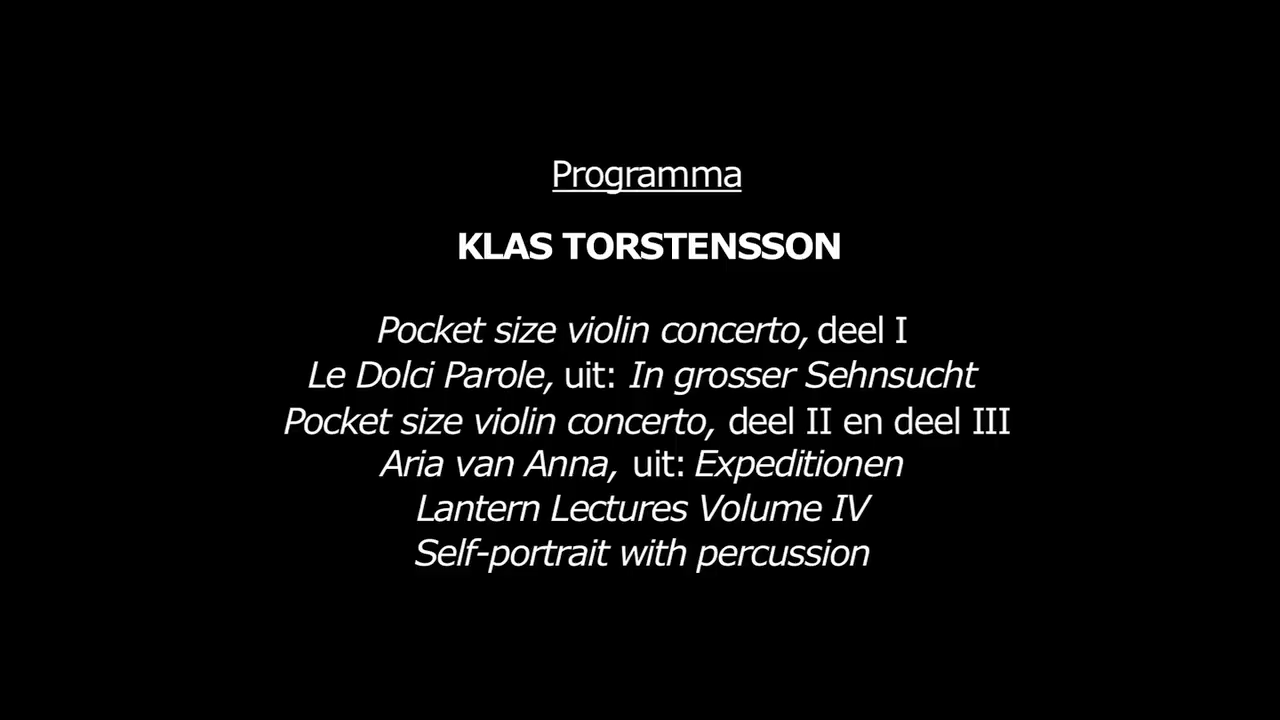 Programma
KLAS TORSTENSSON
Pocket size violin concerto, deel I
Le Dolci Parole, uit: In grosser Sehnsucht
Pocket size violin concerto, deel II en deel III
Aria van Anna, uit: Expeditionen
Lantern Lectures Volume IV
Self-portrait with percussion